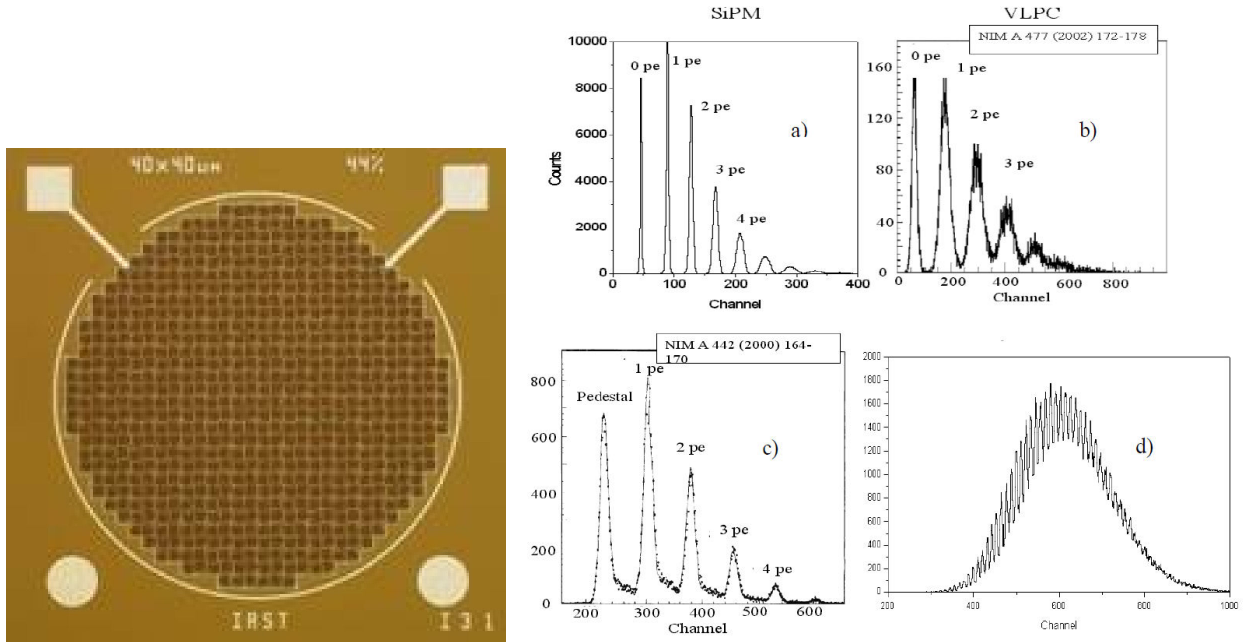 40x40µm 44%
IRST I31
SiPM
10000
8000
6000
4000
2000
0
Counts
0 pe
1 pe
2 pe
3 pe
4 pe
a)
0 100 200 300 400
Channel
VLPC
NIM A 477 (2002) 172-178
160
120
80
40
0
0 pe
1 pe
2 pe
3 pe
b)
0 200 400 600 800
Channel
NIM A 442 (2000) 164-
170
800
600
400
200
0
Pedestal
1 pe
2 pe
3 pe
4 pe
c)
200 300 400 500 600
Channel
2000
1800
1600
1400
1200
1000
800
600
400
200
0
d)
200 400 600 800 1000
Channel